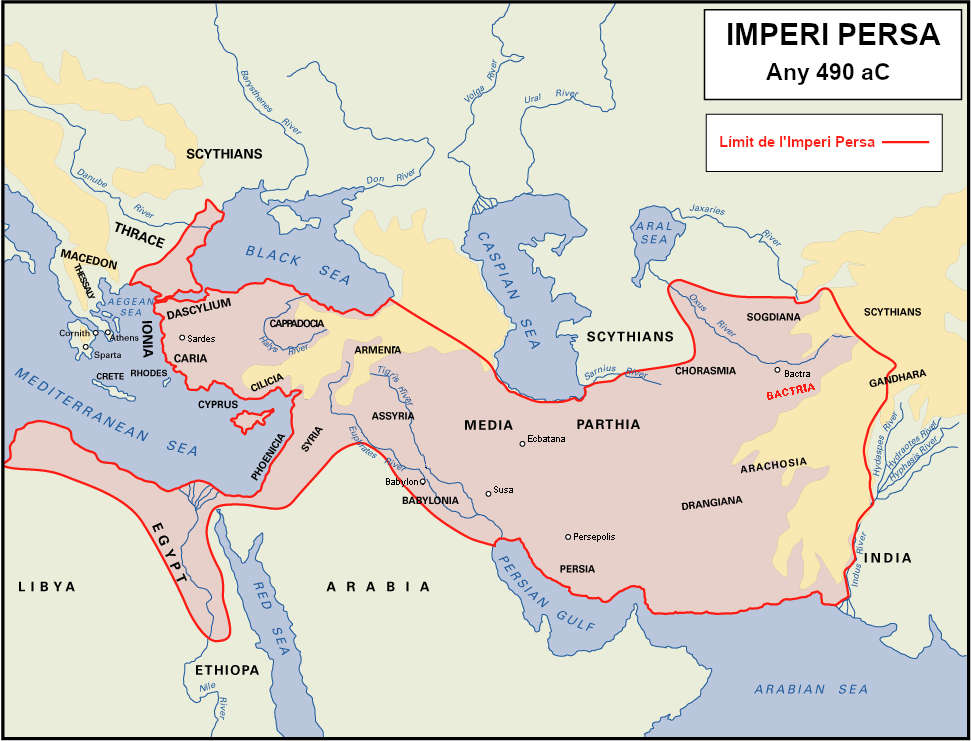 IMPERI PERSA
Any 490 aC
Límit de l'Imperi Persa
Borysthenes
River
Volga River
Ural River
SCYTHIANS
Danube
River
Don River
THRACE
MACEDON
THESSALY
BLACK SEA
CASPIAN SEA
ARAL
SEA
Jaxaries
River
AEGEAN
SEA
IONIA
DASCYLIUM
Sardes
CARIA
CAPPADOCIA
Halys River
Cornith
Athens
Sparta
CRETE
RHODES
CILICIA
ARMENIA
SCYTHIANS
Oxus River
SOGDIANA
SCYTHIANS
Sarnius River
CHORASMIA
Bactra
BACTRIA
GANDHARA
MEDITERRANEAN SEA
CYPRUS
PHOENICIA
SYRIA
Tigris River
ASSYRIA
Euphrates River
MEDIA
PARTHIA
Ecbatana
Hydaspes River
Hydraotes River
Hyphasis River
ARACHOSIA
Babylon
BABYLONIA
Susa
DRANGIANA
EGYPT
Persepolis
PERSIA
Indus River
INDIA
LIBYA
ARABIA
RED SEA
PERSIAN GULF
ETHIOPA
Nile
River
ARABIAN SEA